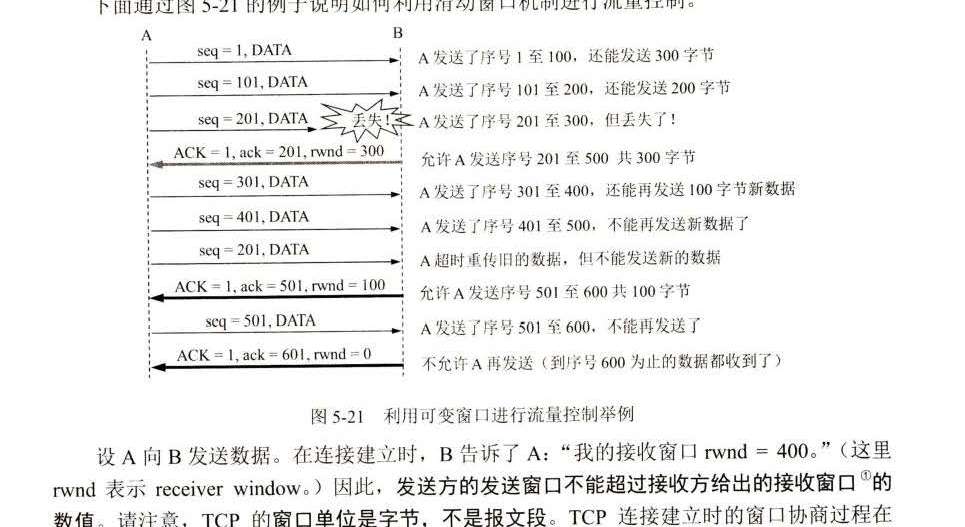 下面通过图 5-21 的例子说明如何利用滑动窗口机制进行流量控制。
A B
seq = 1, DATA A 发送了序号 1 至 100，还能发送 300 字节
seq = 101, DATA A 发送了序号 101 至 200，还能发送 200 字节
seq = 201, DATA 丢失！ A 发送了序号 201 至 300，但丢失了！
ACK = 1, ack = 201, rwnd = 300 允许 A 发送序号 201 至 500 共 300 字节
seq = 301, DATA A 发送了序号 301 至 400，还能再发送 100 字节新数据
seq = 401, DATA A 发送了序号 401 至 500，不能再发送新数据了
seq = 201, DATA A 超时重传旧的数据，但不能发送新的数据
ACK = 1, ack = 501, rwnd = 100 允许 A 发送序号 501 至 600 共 100 字节
seq = 501, DATA A 发送了序号 501 至 600，不能再发送了
ACK = 1, ack = 601, rwnd = 0 不允许 A 再发送（到序号 600 为止的数据都收到了）
图 5-21 利用可变窗口进行流量控制举例
设 A 向 B 发送数据。在连接建立时，B 告诉了 A：“我的接收窗口 rwnd = 400。”（这里
rwnd 表示 receiver window。）因此，发送方的发送窗口不能超过接收方给出的接收窗口①的
数值。请注意，TCP 的窗口单位是字节，不是报文段。TCP 连接建立时的窗口协商过程在